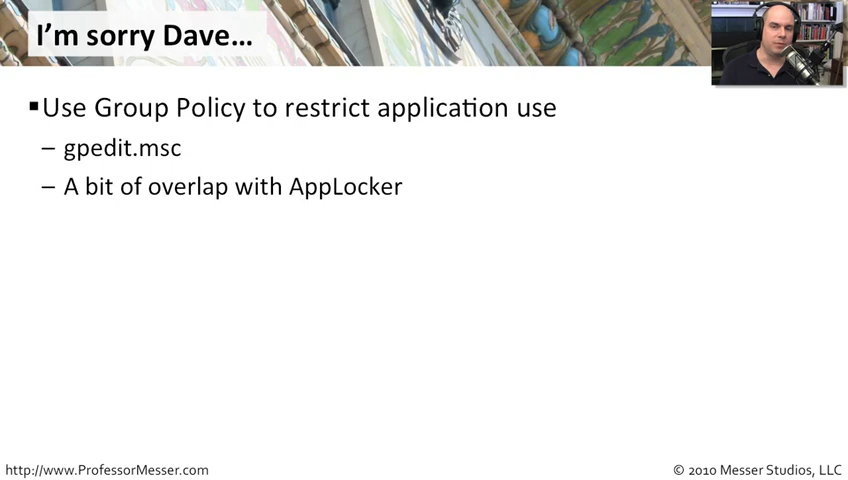 I'm sorry Dave…
▪Use Group Policy to restrict application use
– gpedit.msc
– A bit of overlap with AppLocker
http://www.ProfessorMesser.com
© 2010 Messer Studios, LLC